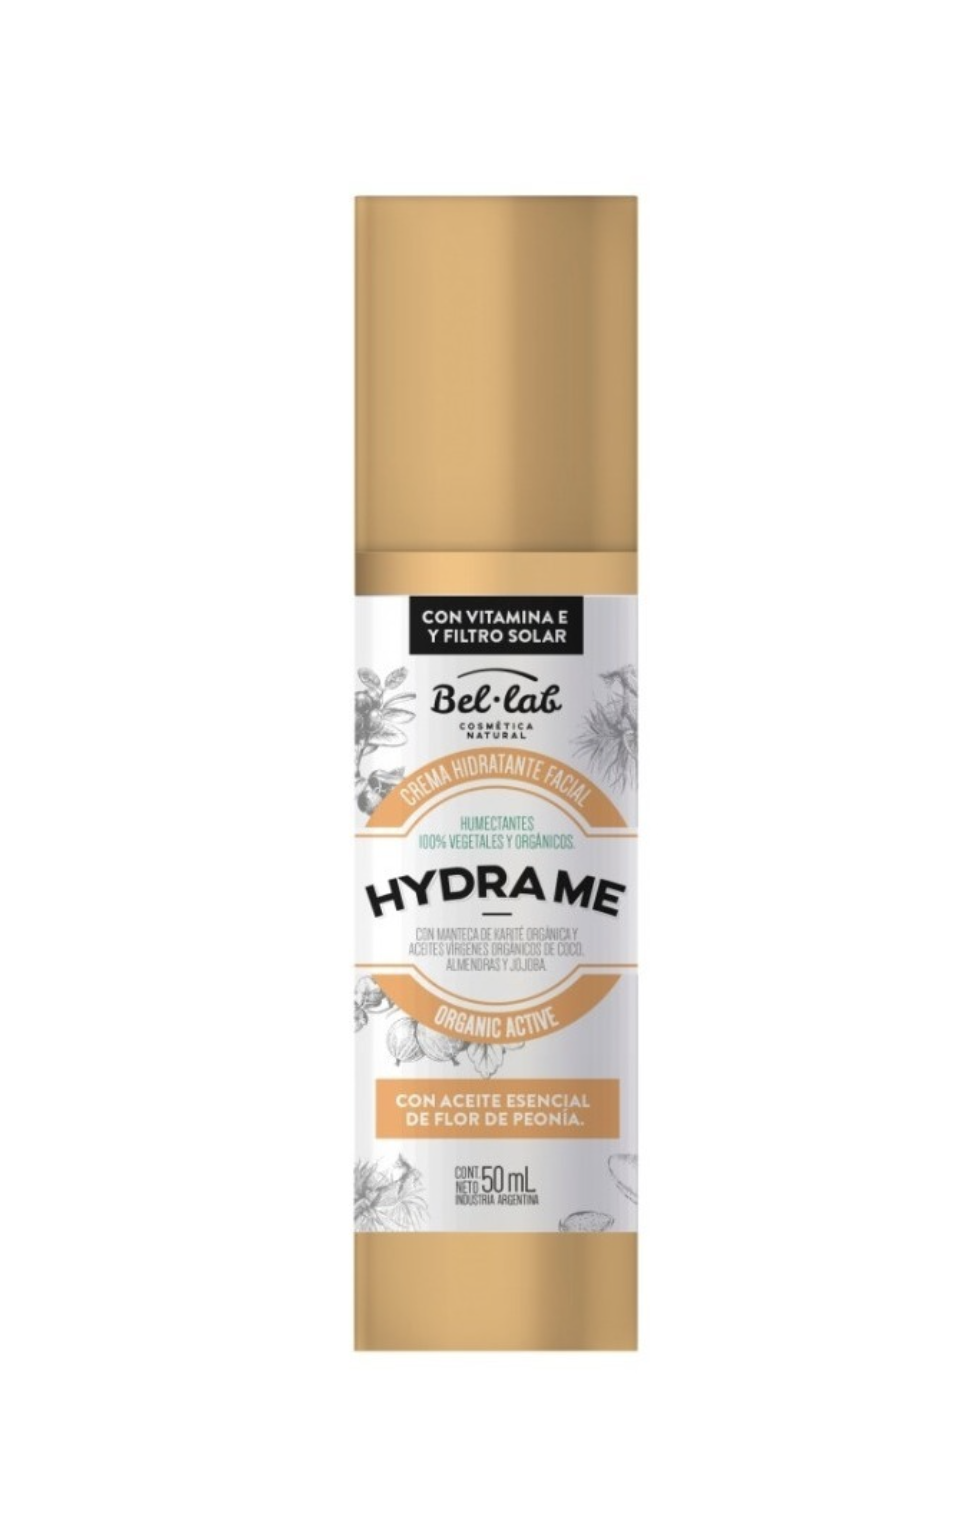 CON VITAMINA E
Y FILTRO SOLAR
Bel·lab
COSMÉTICA
NATURAL
CREMA HIDRATANTE FACIAL
HUMECTANTES
100% VEGETALES Y ORGÁNICOS.
HYDRA ME
CON MANTECA DE KARITÉ ORGÁNICA Y
ACEITES VÍRGENES ORGÁNICOS DE COCO,
ALMENDRAS Y JOJOBA.
ORGANIC ACTIVE
CON ACEITE ESENCIAL
DE FLOR DE PEONÍA.
CONT.
NETO 50 mL
INDUSTRIA ARGENTINA